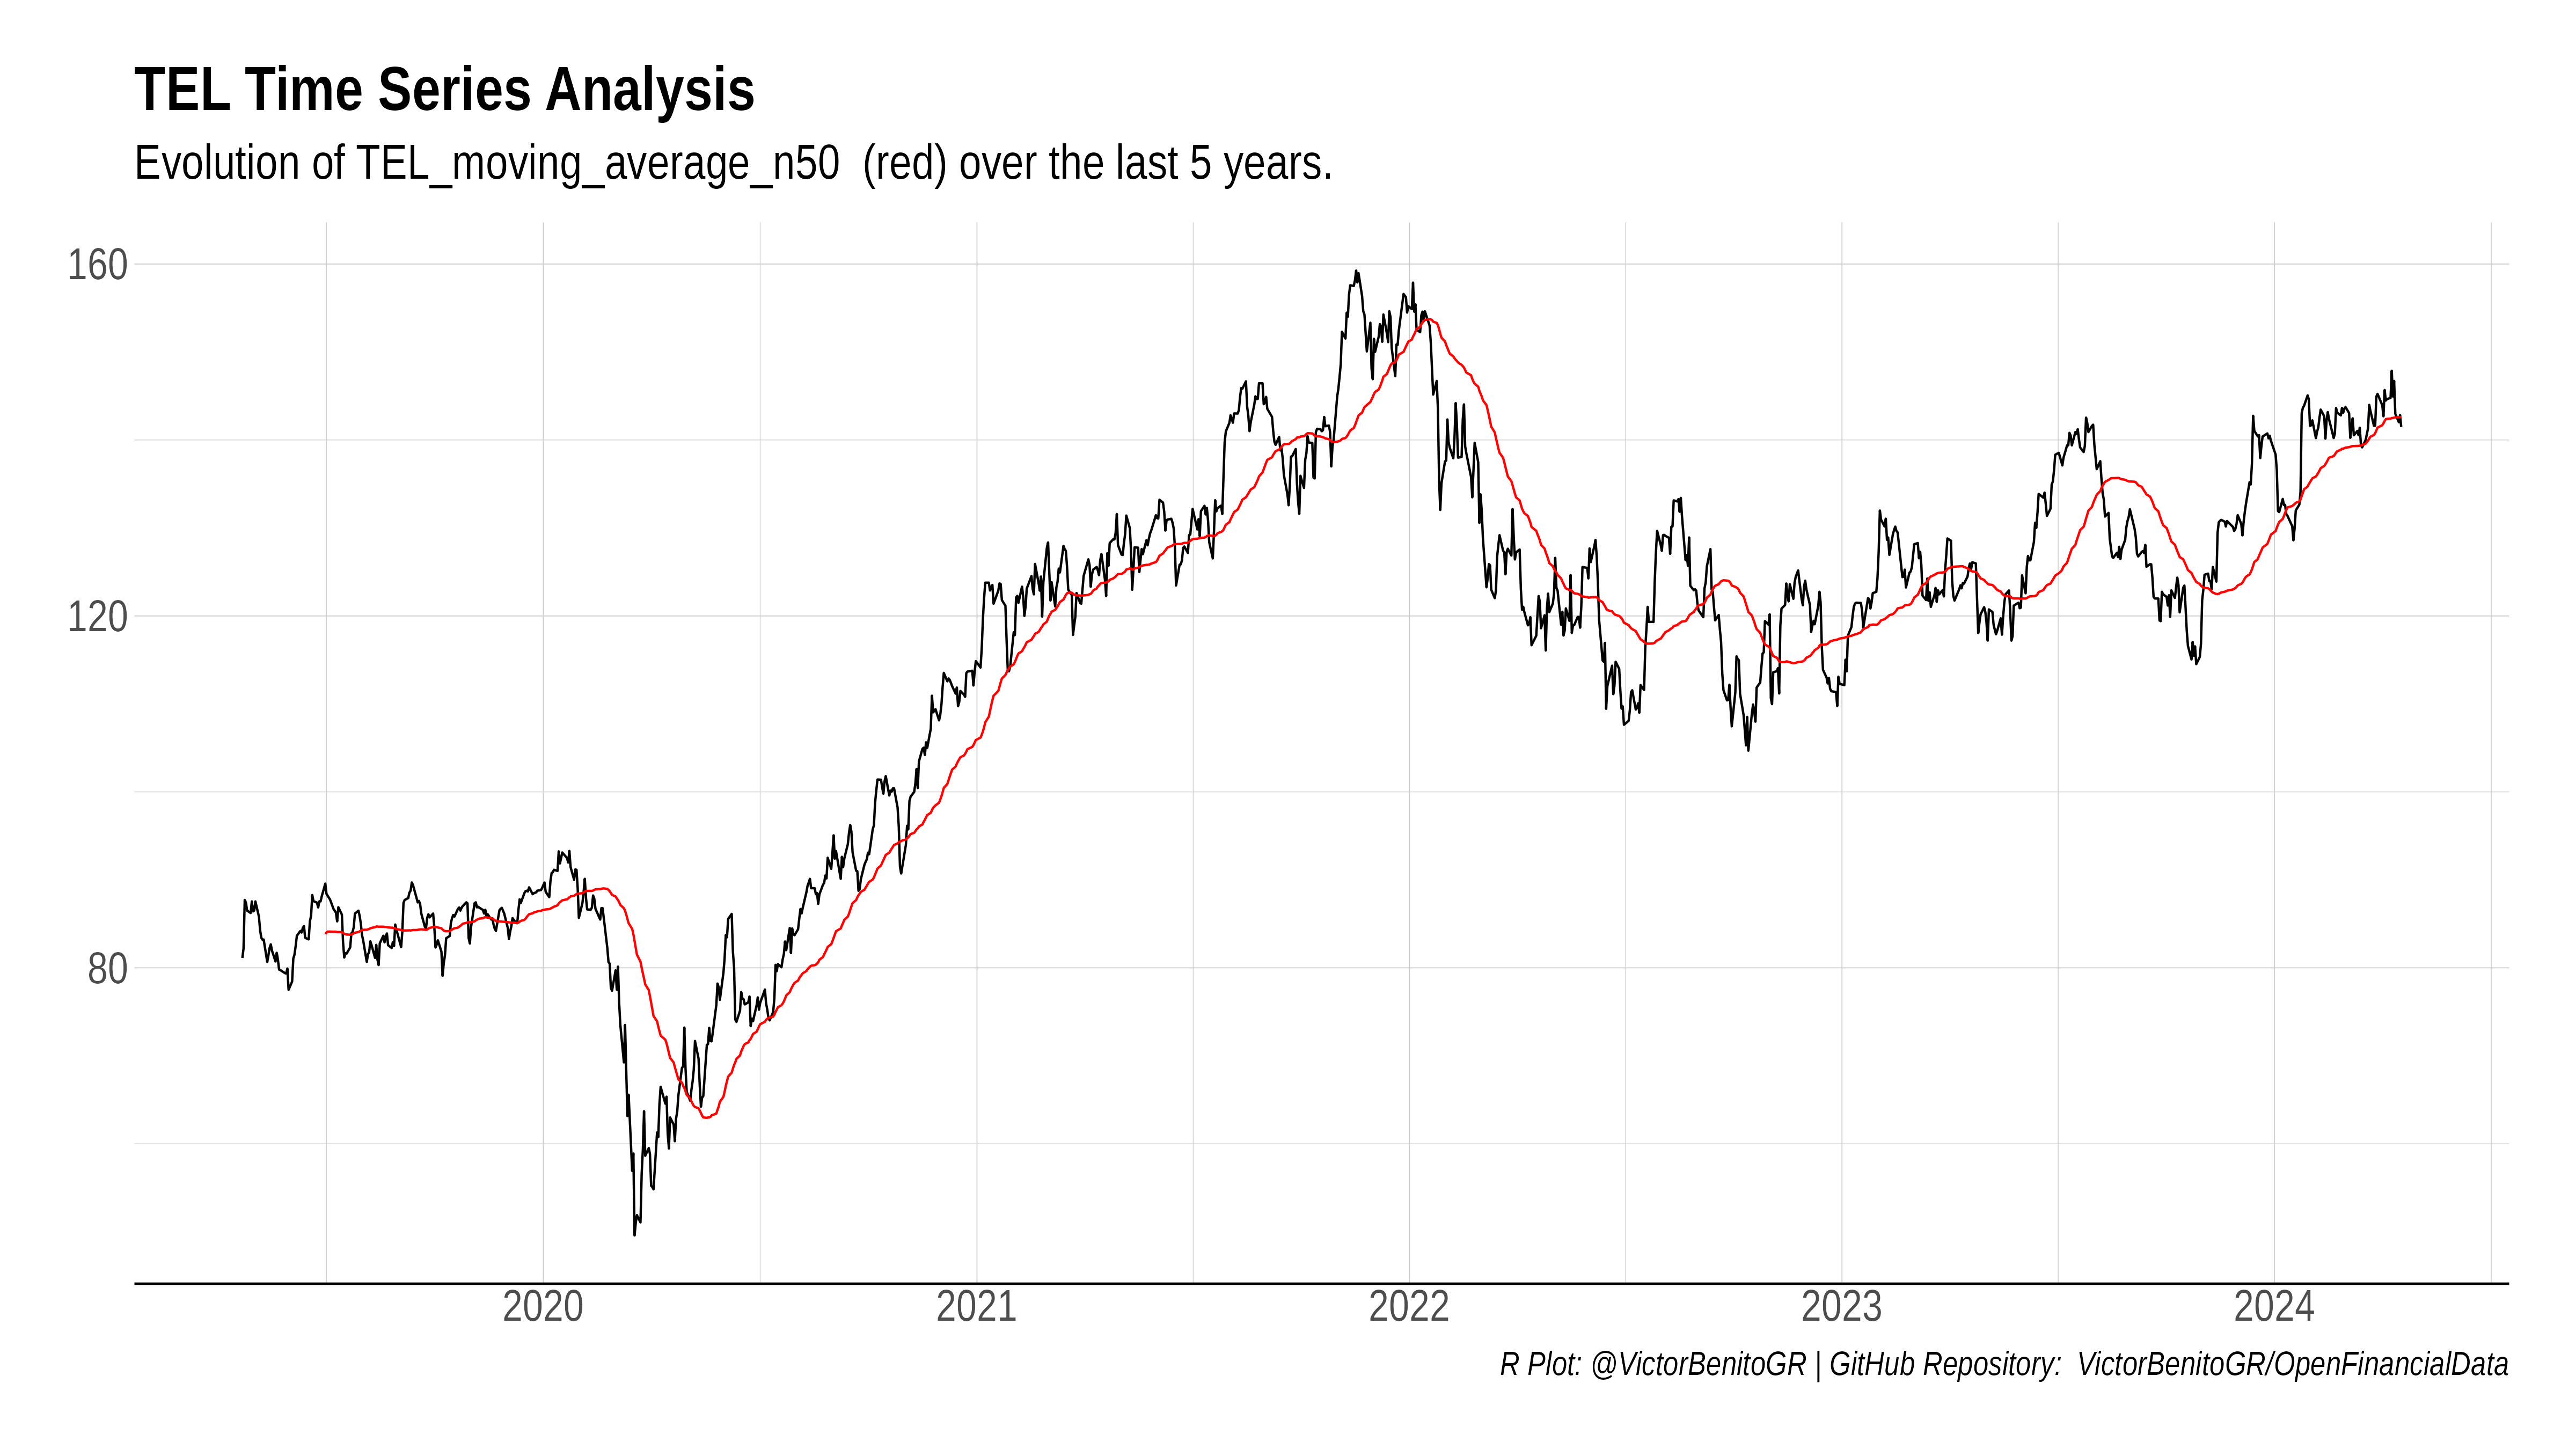 TEL Time Series Analysis
Evolution of TEL_moving_average_n50  (red) over the last 5 years.
160
120
80
2020 2021 2022 2023 2024
R Plot: @VictorBenitoGR | GitHub Repository:  VictorBenitoGR/OpenFinancialData